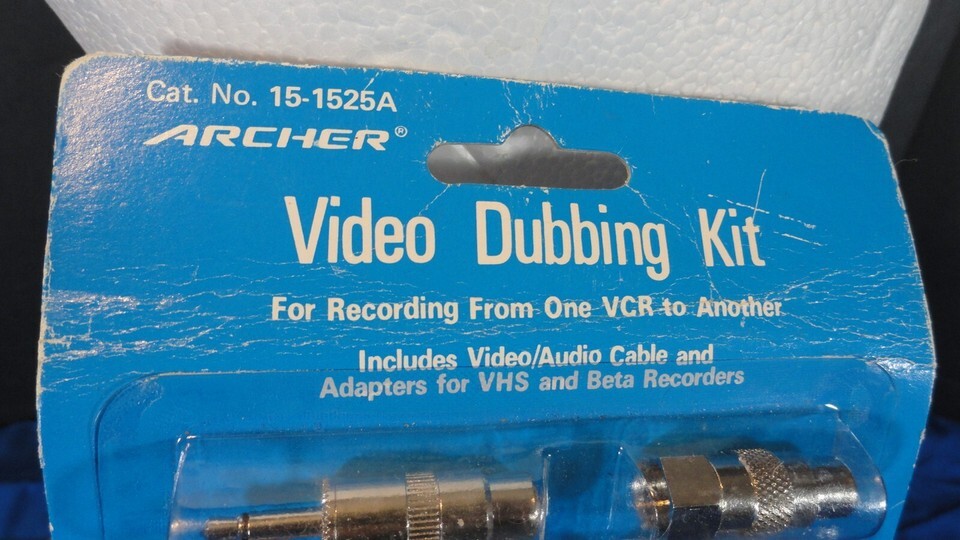 Cat. No. 15-1525A
ARCHER®
Video Dubbing Kit
For Recording From One VCR to Another
Includes Video/Audio Cable and
Adapters for VHS and Beta Recorders